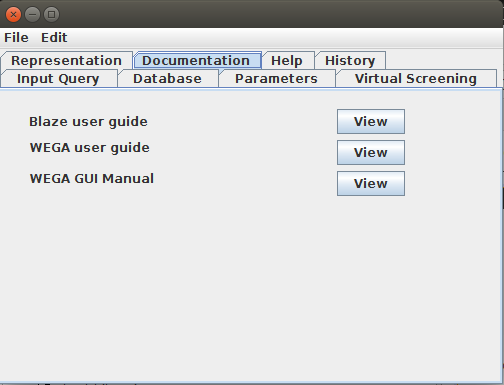 File Edit
Representation Documentation Help History
Input Query Database Parameters Virtual Screening
Blaze user guide View
WEGA user guide View
WEGA GUI Manual View